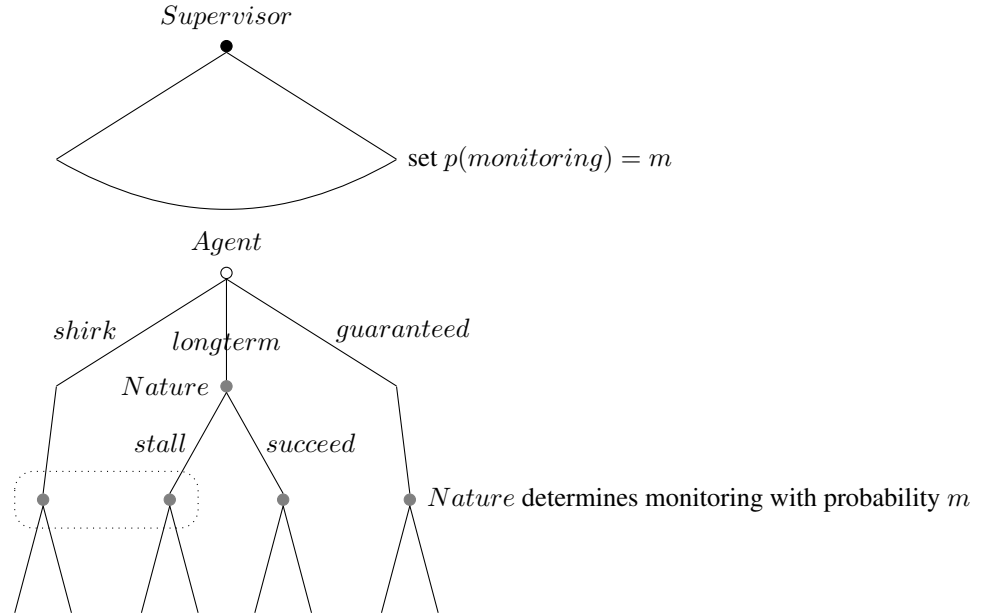 Supervisor
set p(monitoring) = m
Agent
shirk
longterm
guaranteed
Nature
stall
succeed
Nature determines monitoring with probability m